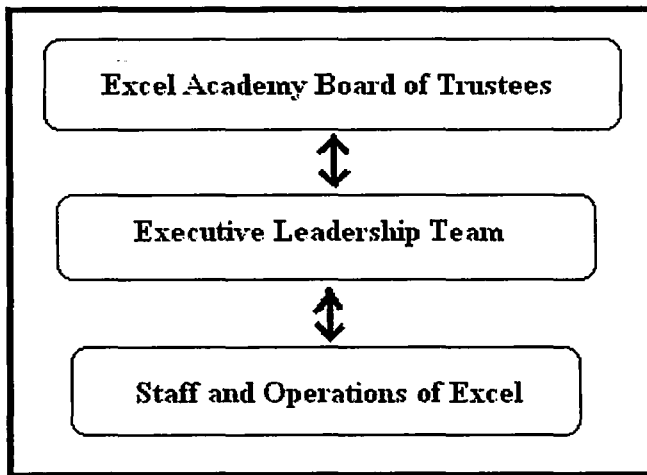 Excel Academy Board of Trustees
Executive Leadership Team
Staff and Operations of Excel